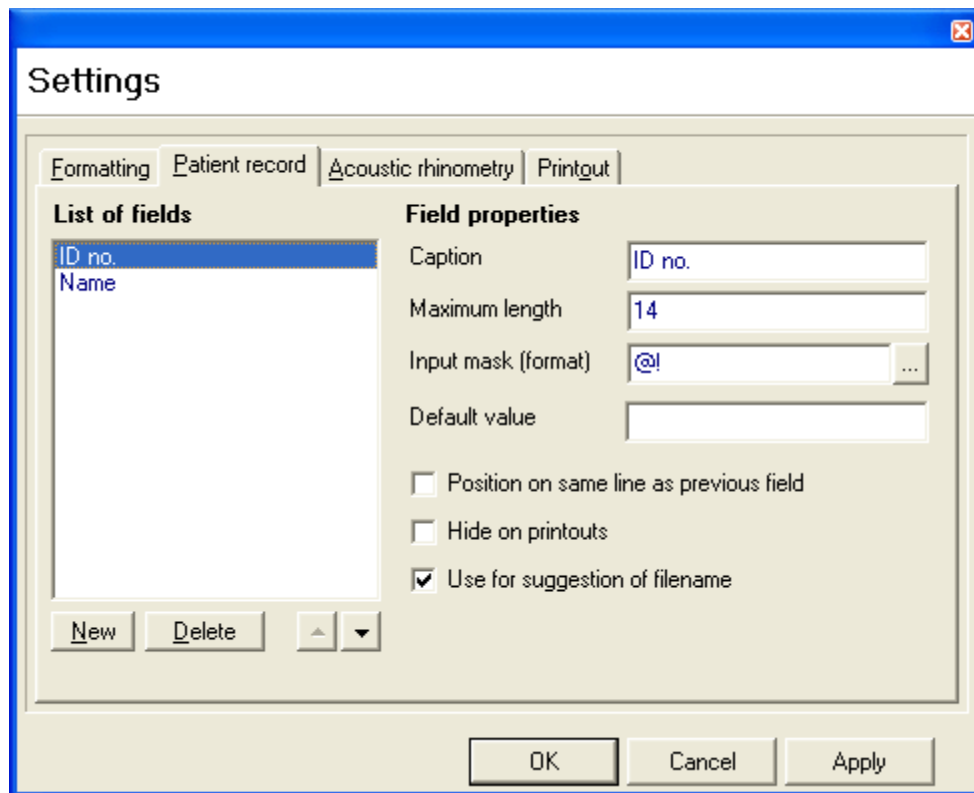 Settings
Formatting Patient record Acoustic rhinometry Printout
List of fields
ID no.
Name
New Delete
Field properties
Caption ID no.
Maximum length 14
Input mask (format) @! ...
Default value
Position on same line as previous field
Hide on printouts
Use for suggestion of filename
OK Cancel Apply